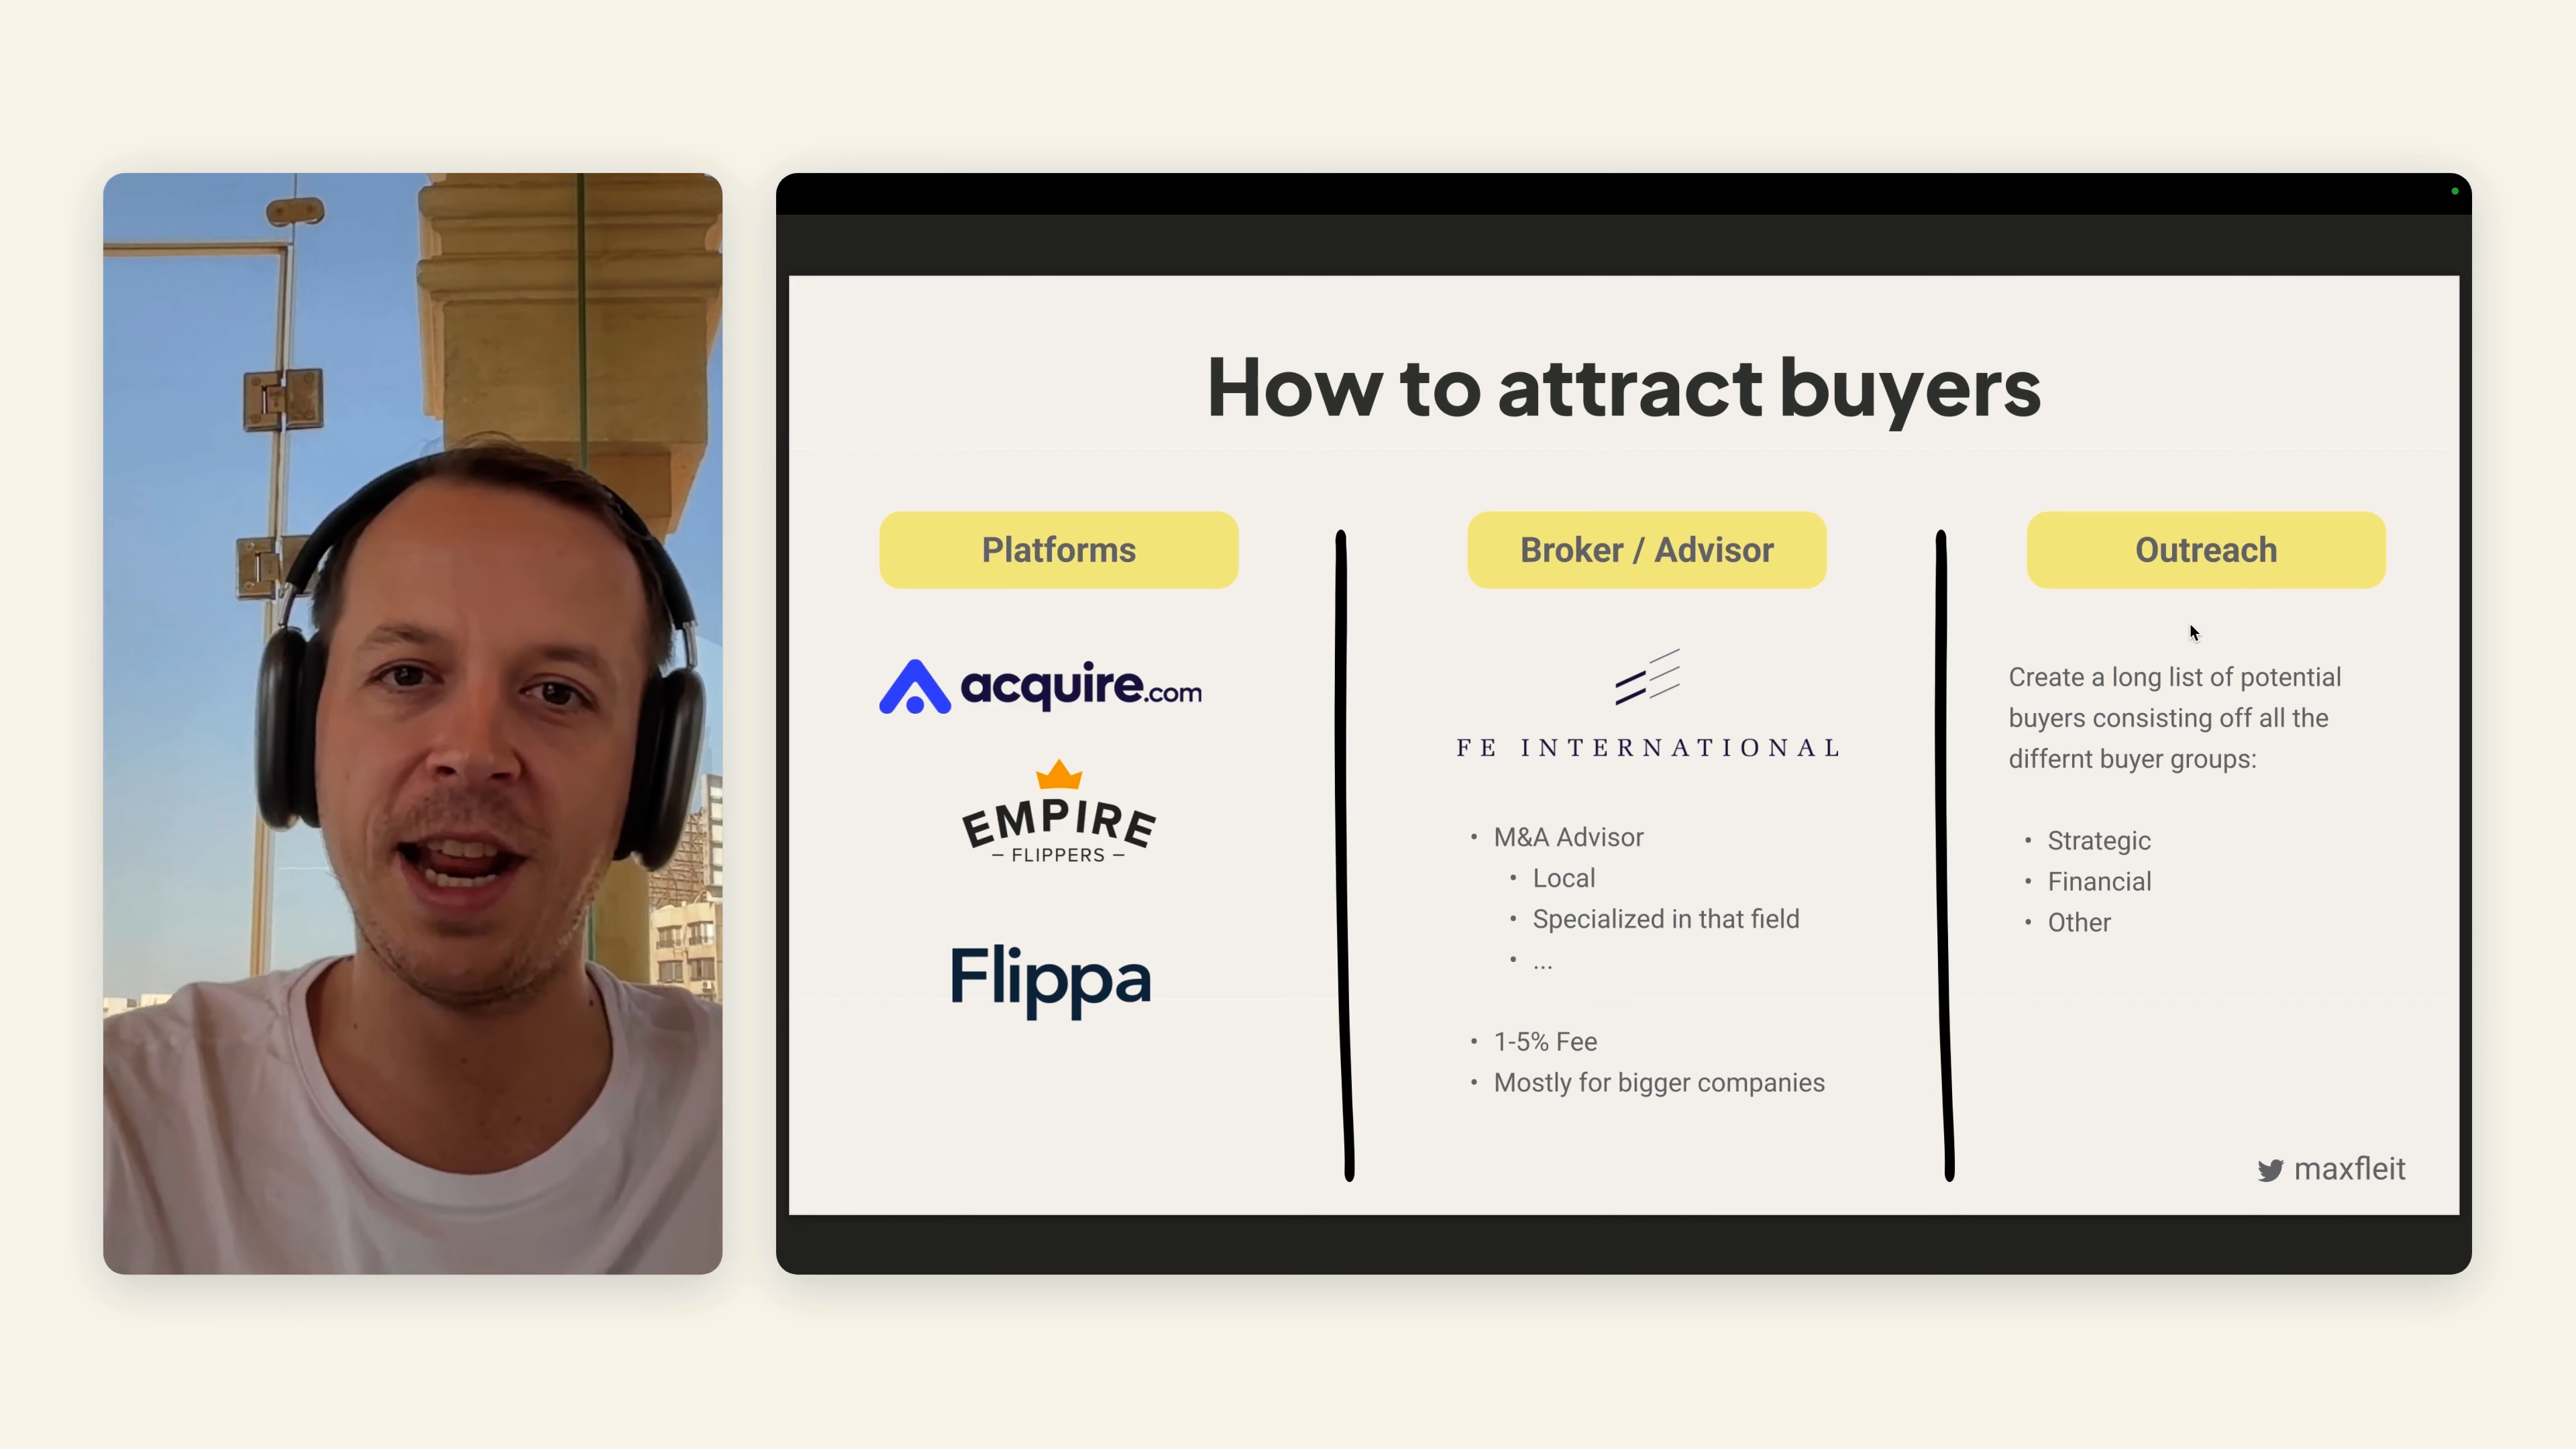 How to attract buyers
Platforms
acquire.com
EMPIRE
– FLIPPERS –
Flippa
Broker / Advisor
FE INTERNATIONAL
• M&A Advisor
• Local
• Specialized in that field
• ...
• 1-5% Fee
• Mostly for bigger companies
Outreach
Create a long list of potential
buyers consisting off all the
differnt buyer groups:
• Strategic
• Financial
• Other
maxfleit